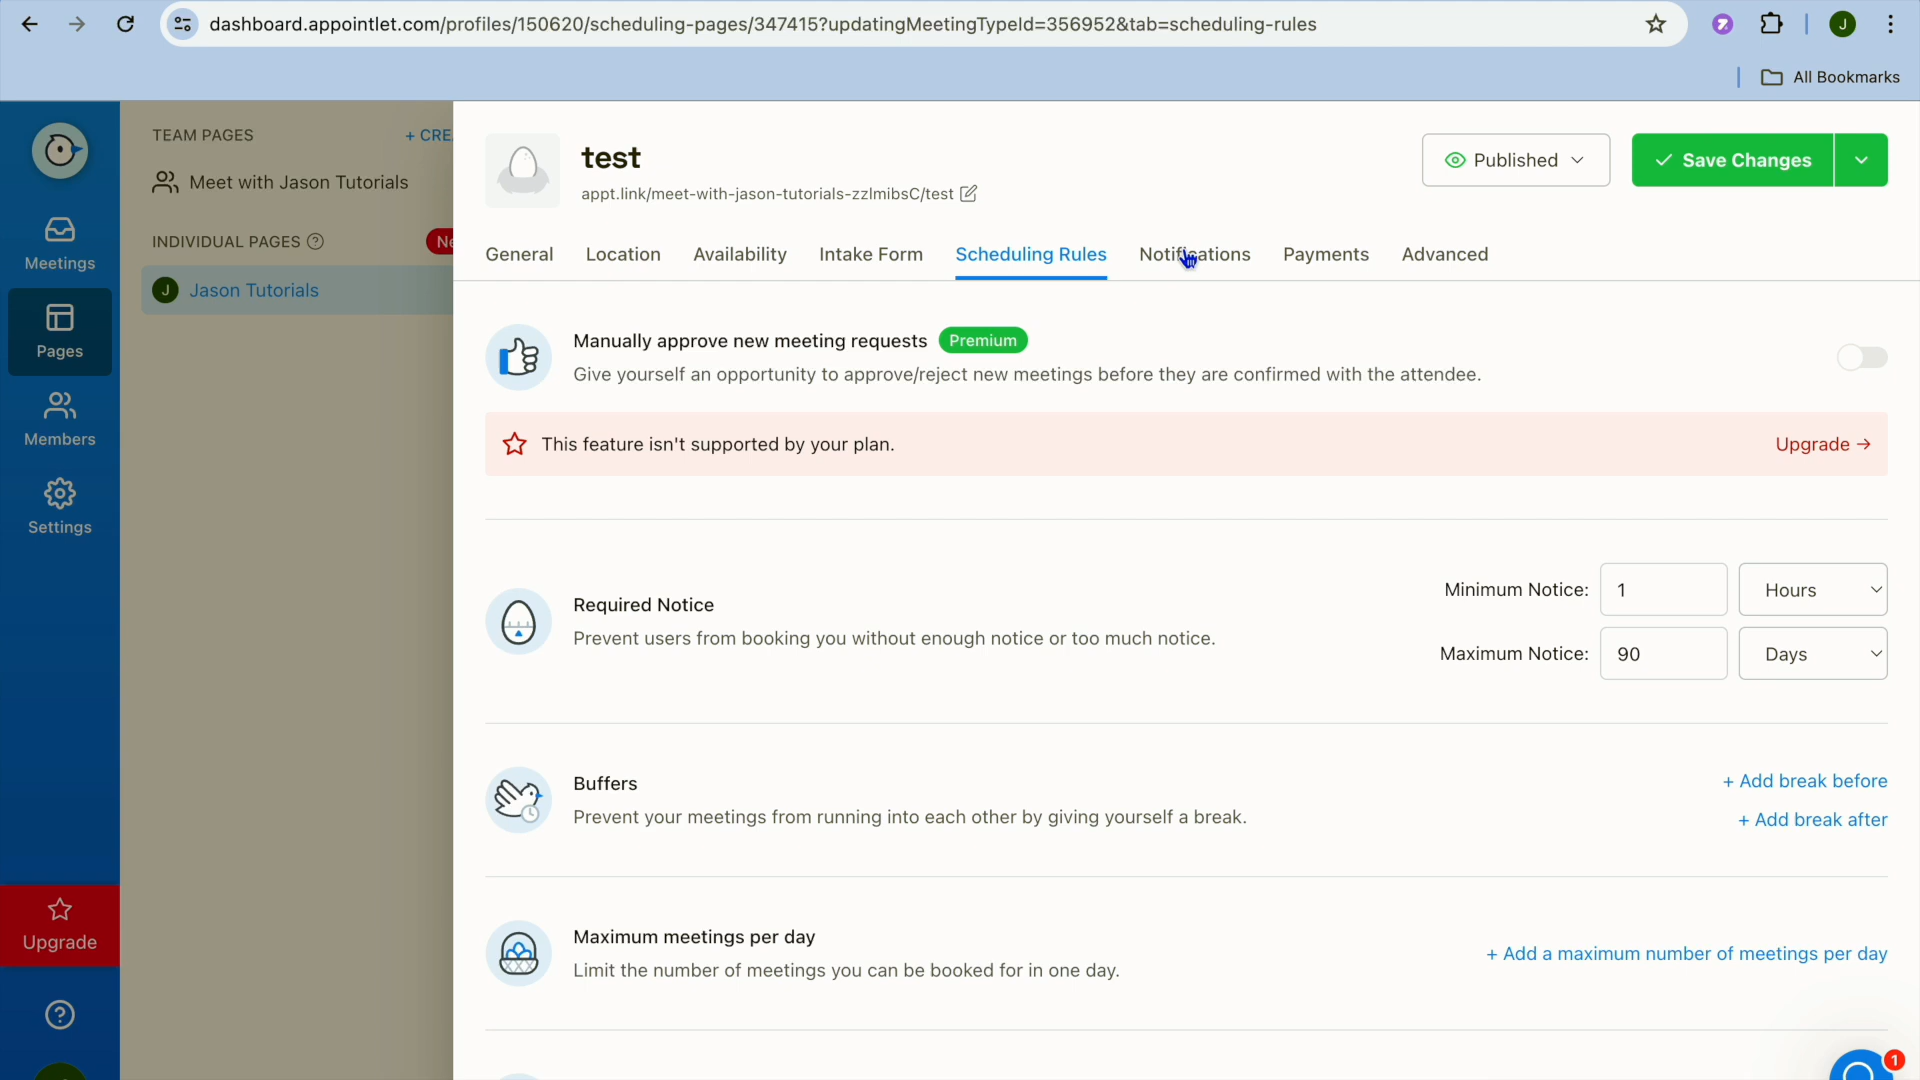 dashboard.appointlet.com/profiles/150620/scheduling-pages/347415?updatingMeetingTypeId=356952&tab=scheduling-rules
J
All Bookmarks
Meetings
Pages
Members
Settings
Upgrade
TEAM PAGES
+ CRE
Meet with Jason Tutorials
INDIVIDUAL PAGES
Ne
J
Jason Tutorials
test
appt.link/meet-with-jason-tutorials-zzlmibsC/test
Published
Save Changes
General
Location
Availability
Intake Form
Scheduling Rules
Notifications
Payments
Advanced
Manually approve new meeting requests
Premium
Give yourself an opportunity to approve/reject new meetings before they are confirmed with the attendee.
This feature isn't supported by your plan.
Upgrade →
Required Notice
Prevent users from booking you without enough notice or too much notice.
Minimum Notice:
1
Hours
Maximum Notice:
90
Days
Buffers
Prevent your meetings from running into each other by giving yourself a break.
+ Add break before
+ Add break after
Maximum meetings per day
Limit the number of meetings you can be booked for in one day.
+ Add a maximum number of meetings per day
1